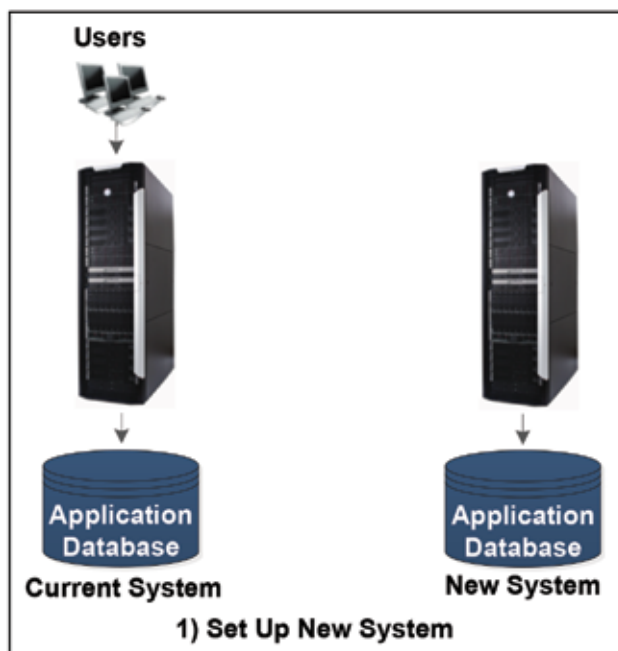 Users
Application
Database
Current System
Application
Database
New System
1) Set Up New System